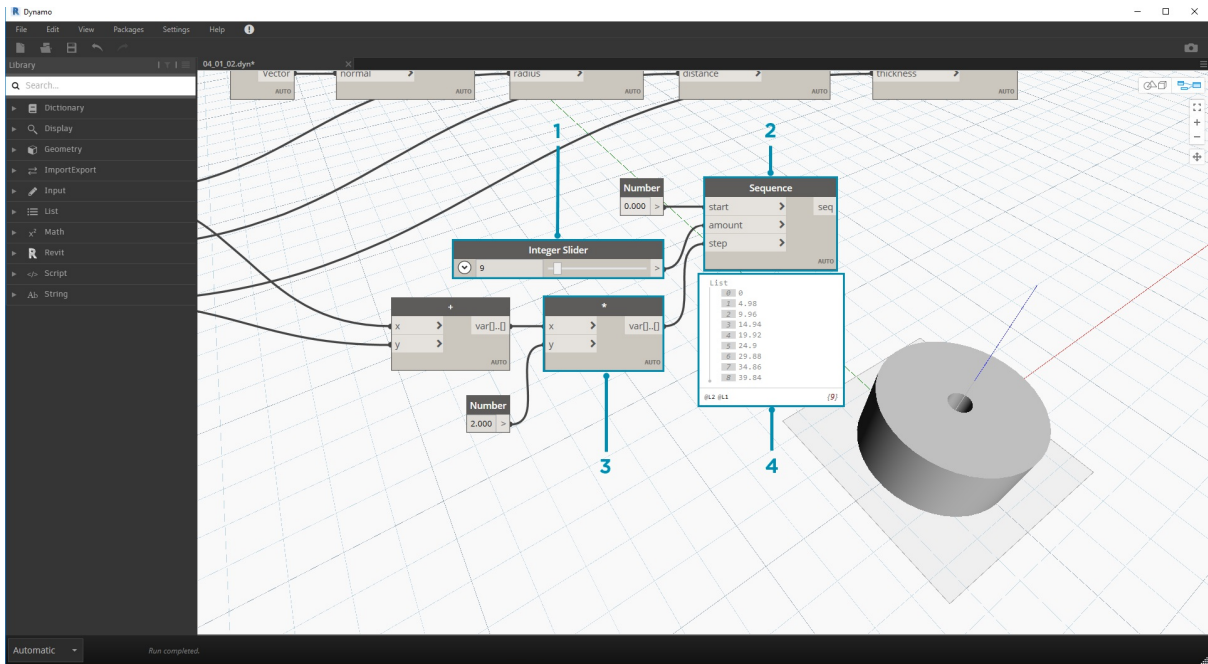 Dynamo
File Edit View Packages Settings Help !
Library
04_01_02.dyn*
Search...
Dictionary
Display
Geometry
ImportExport
Input
List
Math
Revit
Script
String
Vector normal radius distance thickness
AUTO AUTO AUTO AUTO AUTO
1
2
Number
0.000 >
Sequence
start > seq
amount >
step >
AUTO
Integer Slider
9 >
+
x > var[]..[]
y >
AUTO
*
x > var[]..[]
y >
AUTO
Number
2.000 >
3
List
0 0
1 4.98
2 9.96
3 14.94
4 19.92
5 24.9
6 29.88
7 34.86
8 39.84
@L2 @L1 {9}
4
Automatic
Run completed.